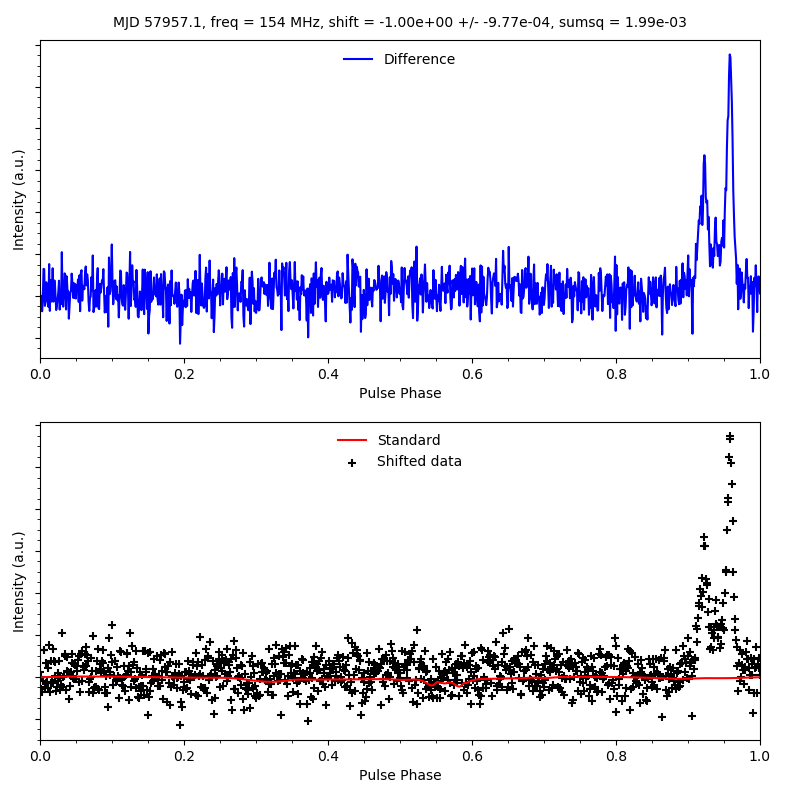 MJD 57957.1, freq = 154 MHz, shift = -1.00e+00 +/- -9.77e-04, sumsq = 1.99e-03
Difference
Intensity (a.u.)
0.0 0.2 0.4 0.6 0.8 1.0
Pulse Phase
Standard
Shifted data
Intensity (a.u.)
0.0 0.2 0.4 0.6 0.8 1.0
Pulse Phase